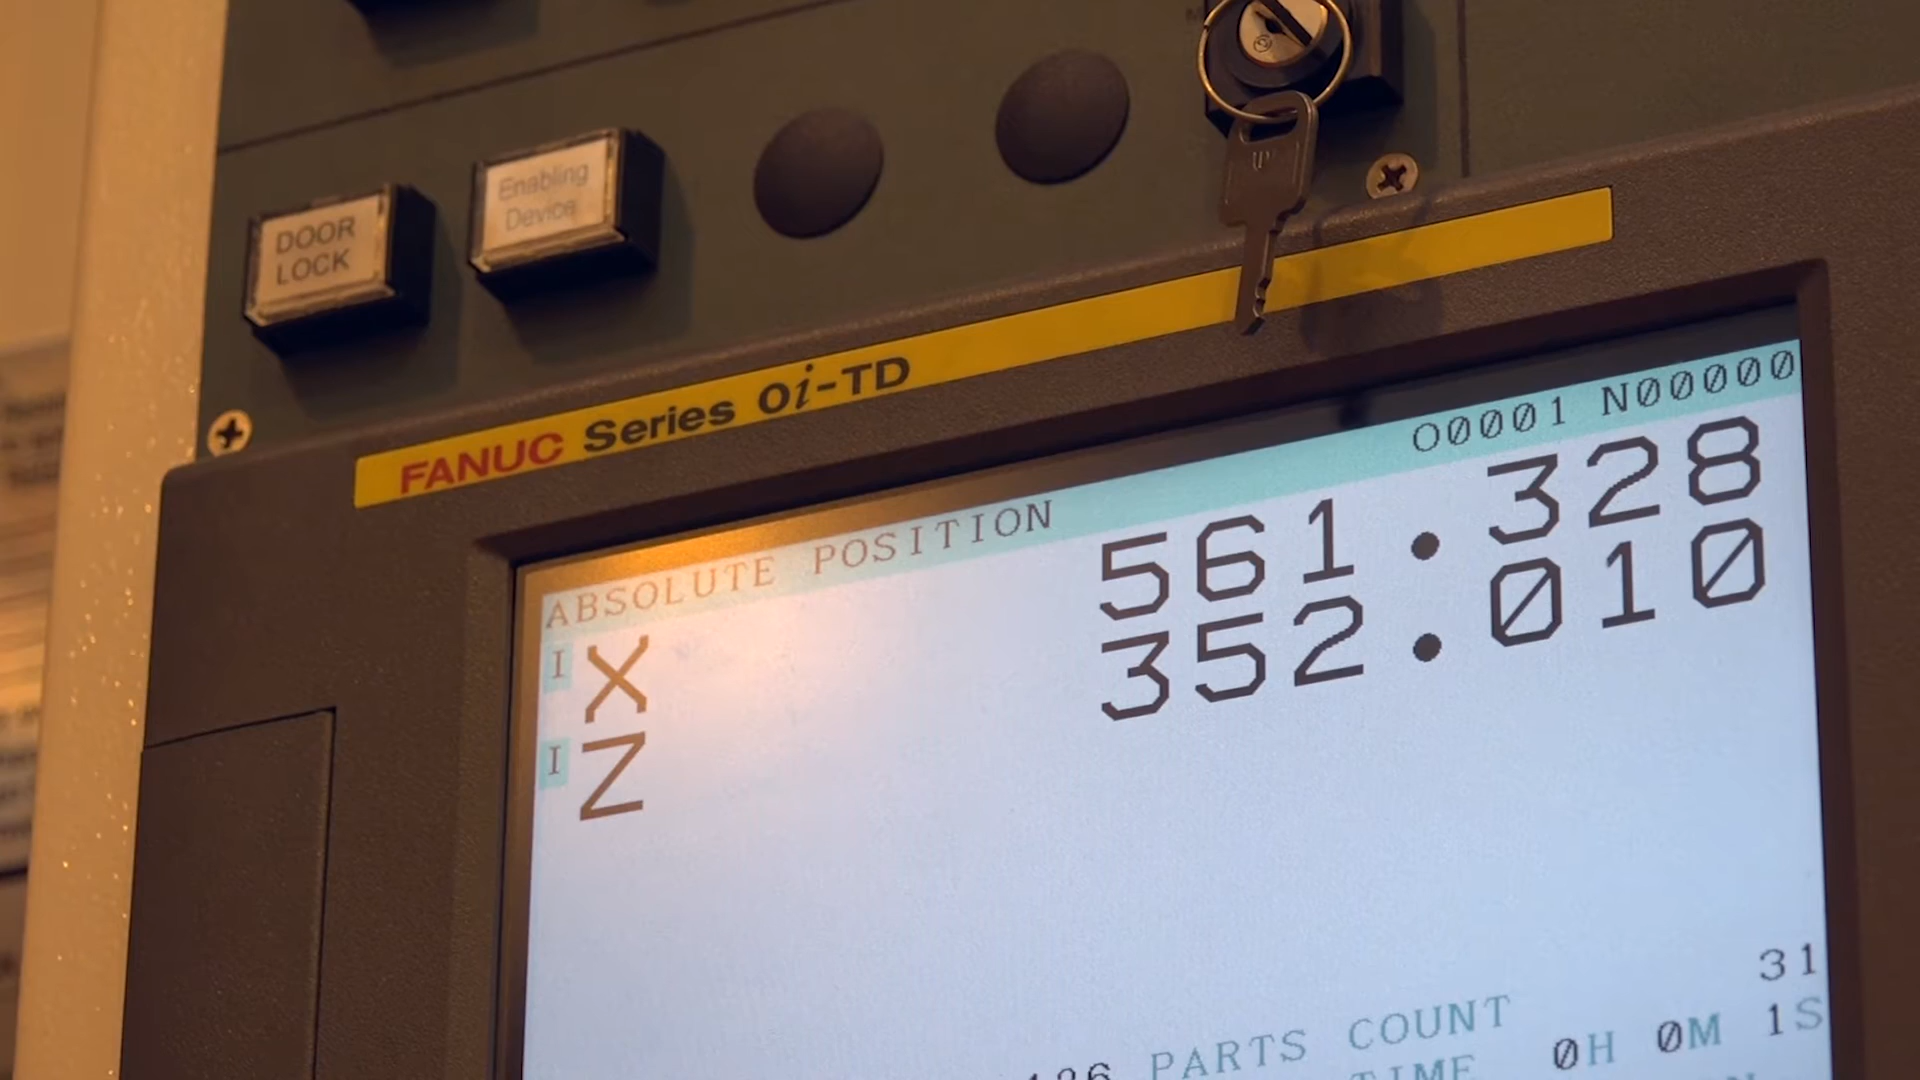 DOOR
LOCK
Enabling
Device
FANUC Series 0i-TD
O0001 N00000
ABSOLUTE POSITION
I X 561.328
I Z 352.010
PARTS COUNT 31
TIME 0H 0M 1S